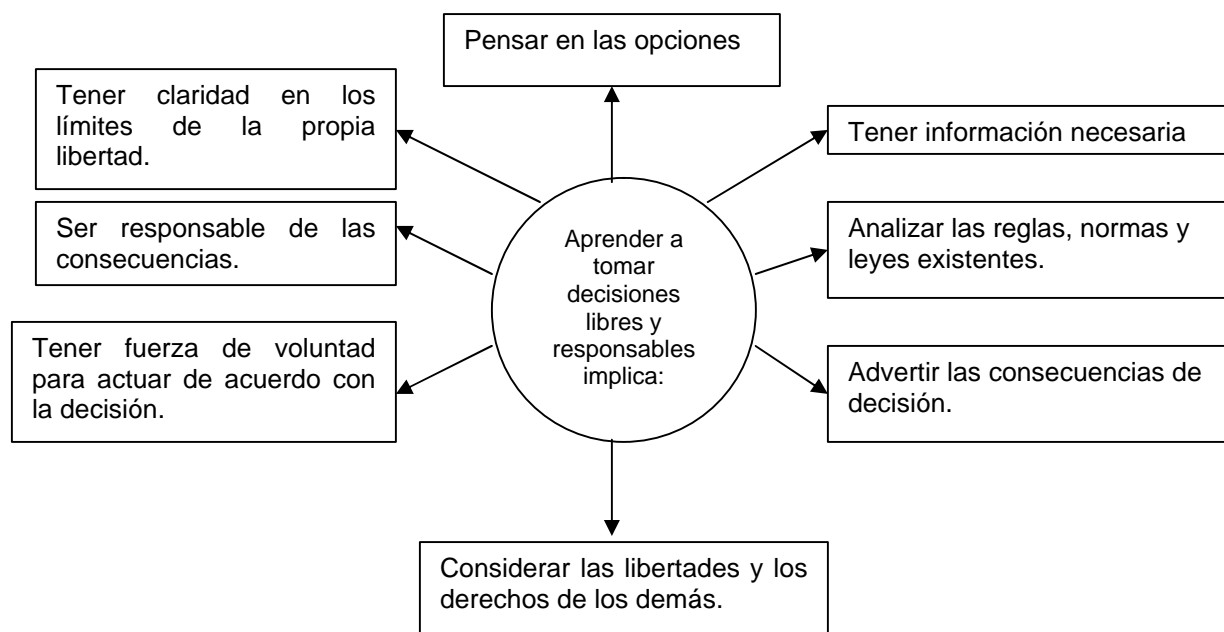 Pensar en las opciones
Tener claridad en los
límites de la propia
libertad.
Tener información necesaria
Ser responsable de las
consecuencias.
Analizar las reglas, normas y
leyes existentes.
Aprender a
tomar
decisiones
libres y
responsables
implica:
Tener fuerza de voluntad
para actuar de acuerdo con
la decisión.
Advertir las consecuencias de
decisión.
Considerar las libertades y los
derechos de los demás.